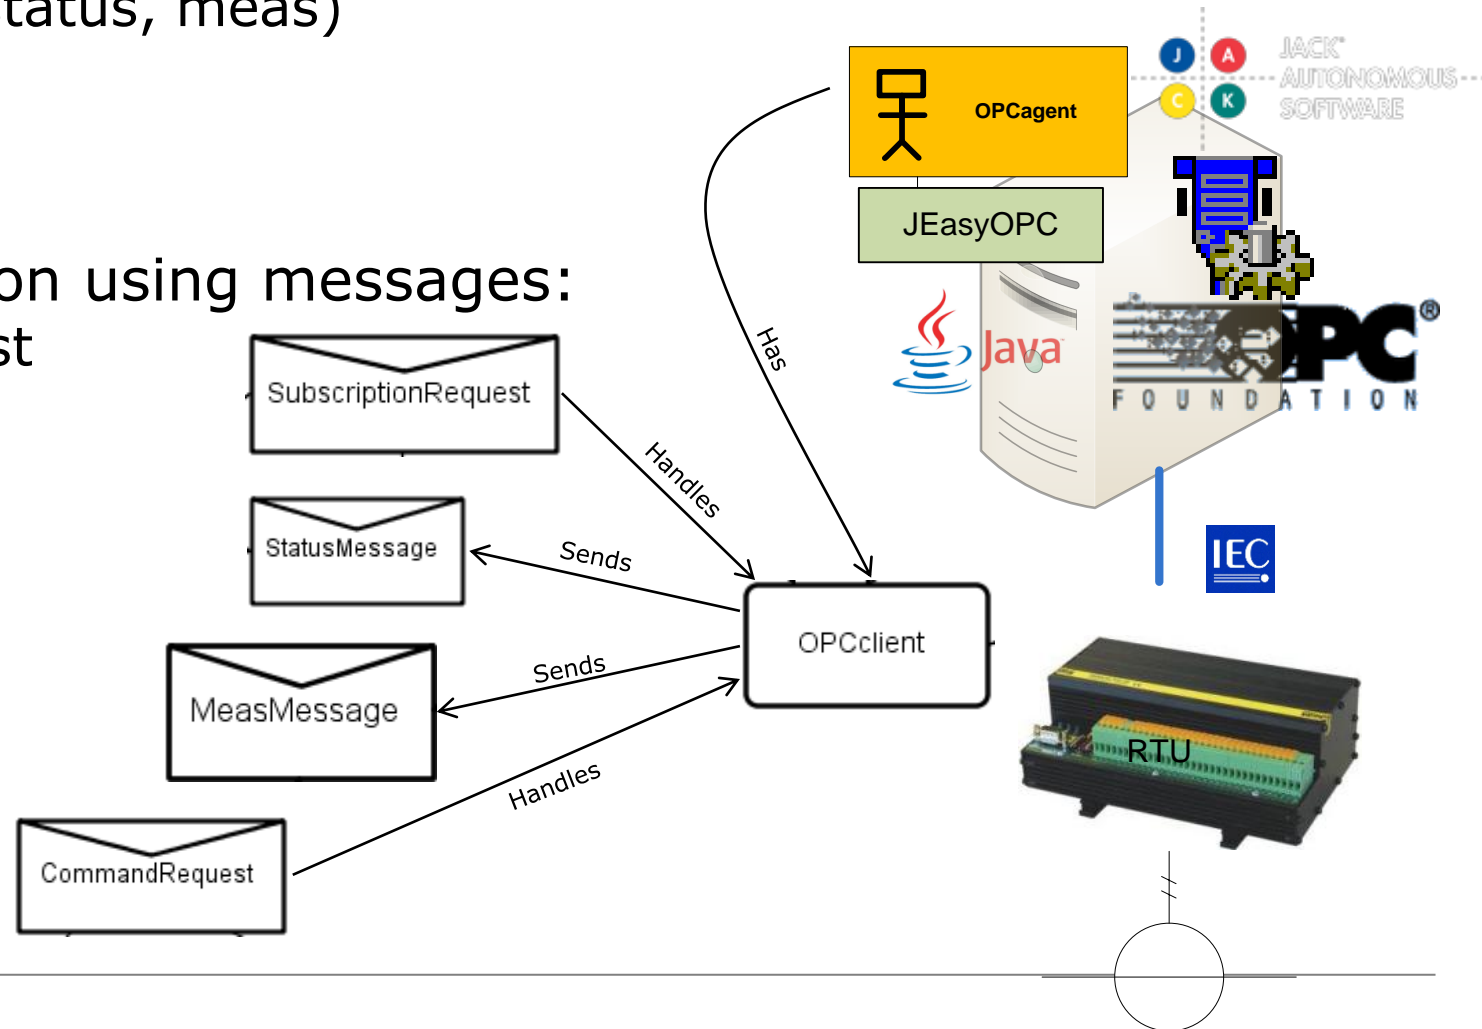 tatus, meas)
J A
C K
JACK®
AUTONOMOUS
SOFTWARE
OPCagent
JEasyOPC
on using messages:
st
SubscriptionRequest
Has
Java
OPC®
FOUNDATION
Handles
StatusMessage
Sends
IEC
OPCclient
MeasMessage
Sends
RTU
Handles
CommandRequest